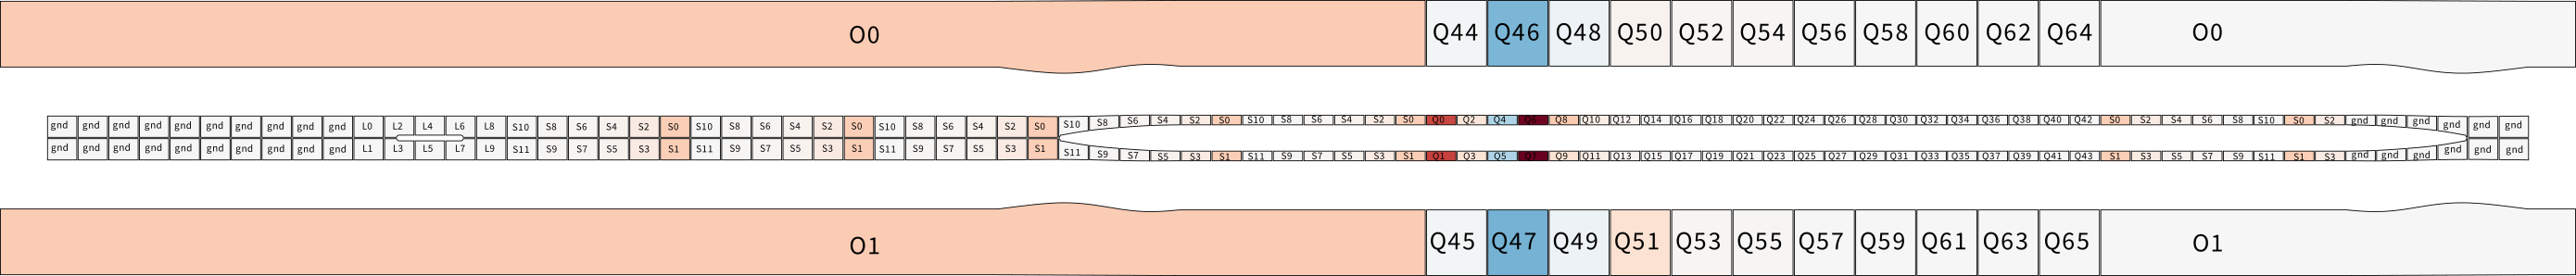 O0 Q44 Q46 Q48 Q50 Q52 Q54 Q56 Q58 Q60 Q62 Q64 O0
gnd gnd gnd gnd gnd gnd gnd gnd gnd gnd L0 L2 L4 L6 L8 S10 S8 S6 S4 S2 S0 S10 S8 S6 S4 S2 S0 S10 S8 S6 S4 S2 S0 S10 S8 S6 S4 S2 S0 S10 S8 S6 S4 S2 S0 Q0 Q2 Q4 Q6 Q8 Q10 Q12 Q14 Q16 Q18 Q20 Q22 Q24 Q26 Q28 Q30 Q32 Q34 Q36 Q38 Q40 Q42 S0 S2 S4 S6 S8 S10 S0 S2 gnd gnd gnd gnd gnd gnd
gnd gnd gnd gnd gnd gnd gnd gnd gnd gnd L1 L3 L5 L7 L9 S11 S9 S7 S5 S3 S1 S11 S9 S7 S5 S3 S1 S11 S9 S7 S5 S3 S1 S11 S9 S7 S5 S3 S1 S11 S9 S7 S5 S3 S1 Q1 Q3 Q5 Q7 Q9 Q11 Q13 Q15 Q17 Q19 Q21 Q23 Q25 Q27 Q29 Q31 Q33 Q35 Q37 Q39 Q41 Q43 S1 S3 S5 S7 S9 S11 S1 S3 gnd gnd gnd gnd gnd gnd
O1 Q45 Q47 Q49 Q51 Q53 Q55 Q57 Q59 Q61 Q63 Q65 O1